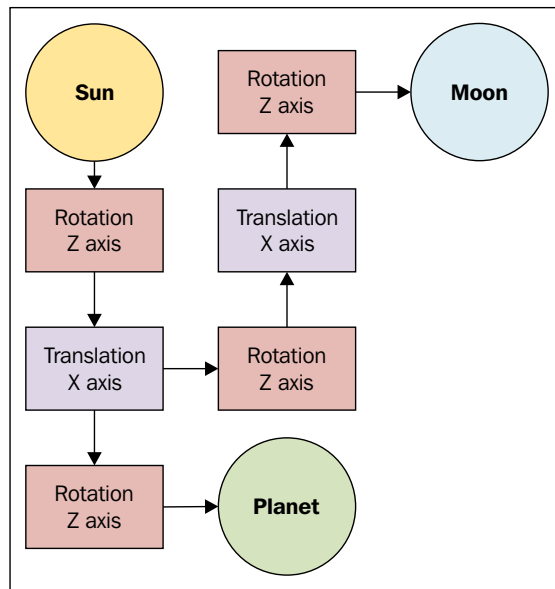 Sun
Rotation
Z axis
Translation
X axis
Rotation
Z axis
Planet
Rotation
Z axis
Translation
X axis
Rotation
Z axis
Moon